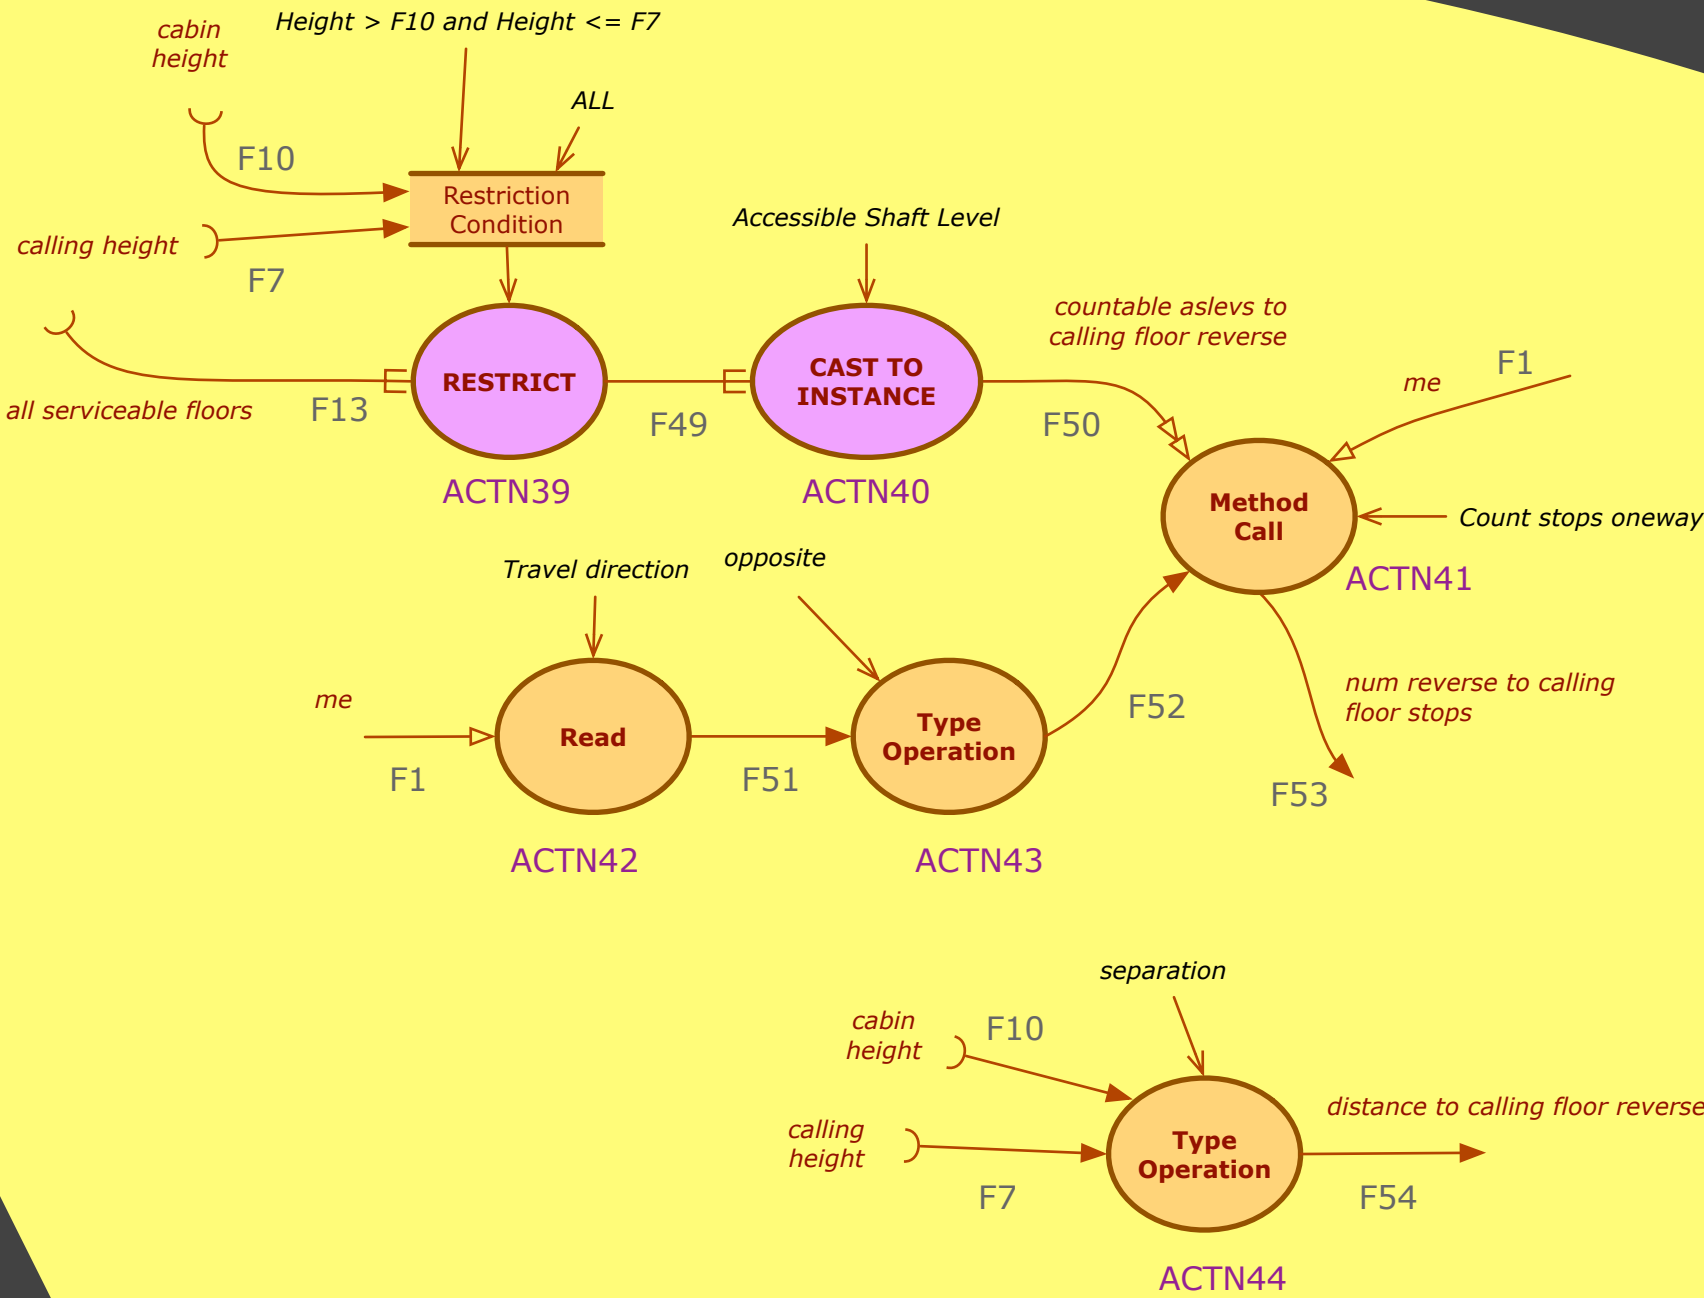 cabin
height
Height > F10 and Height <= F7
ALL
F10
Restriction
Condition
calling height
F7
Accessible Shaft Level
all serviceable floors
F13
RESTRICT
ACTN39
F49
CAST TO
INSTANCE
ACTN40
countable aslevs to
calling floor reverse
F50
me
F1
Method
Call
Count stops oneway
ACTN41
Travel direction
opposite
me
F1
Read
ACTN42
F51
Type
Operation
ACTN43
F52
num reverse to calling
floor stops
F53
separation
cabin
height
F10
calling
height
F7
Type
Operation
distance to calling floor reverse
F54
ACTN44